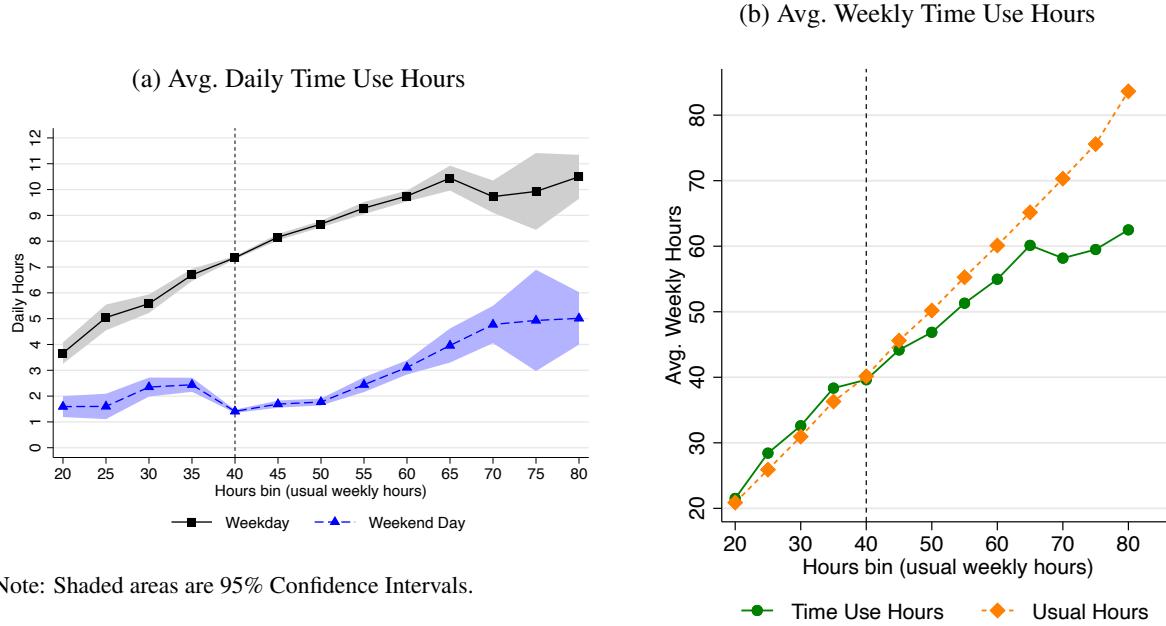 (a) Avg. Daily Time Use Hours
Daily Hours
12
11
10
9
8
7
6
5
4
3
2
1
0
20 25 30 35 40 45 50 55 60 65 70 75 80
Hours bin (usual weekly hours)
Weekday Weekend Day
Note: Shaded areas are 95% Confidence Intervals.
(b) Avg. Weekly Time Use Hours
Avg. Weekly Hours
80
70
60
50
40
30
20
20 30 40 50 60 70 80
Hours bin (usual weekly hours)
Time Use Hours Usual Hours